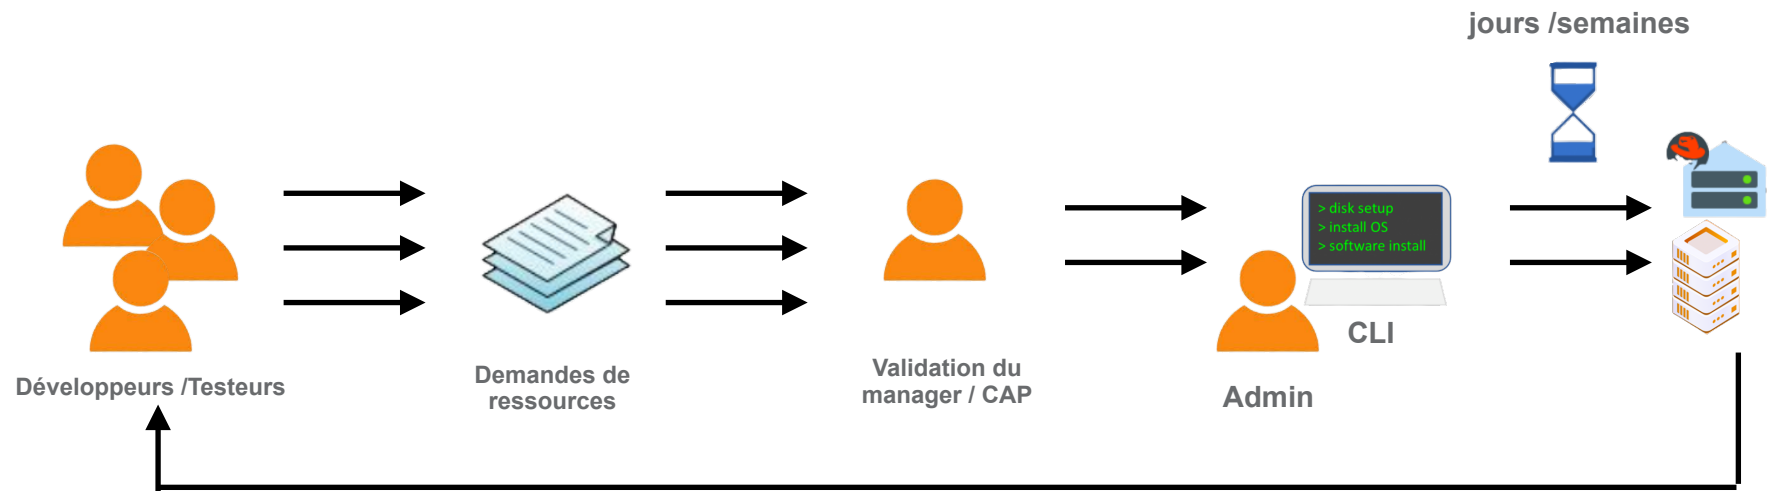 jours /semaines
> disk setup
> install OS
> software install
CLI
Développeurs /Testeurs
Demandes de
ressources
Validation du
manager / CAP
Admin